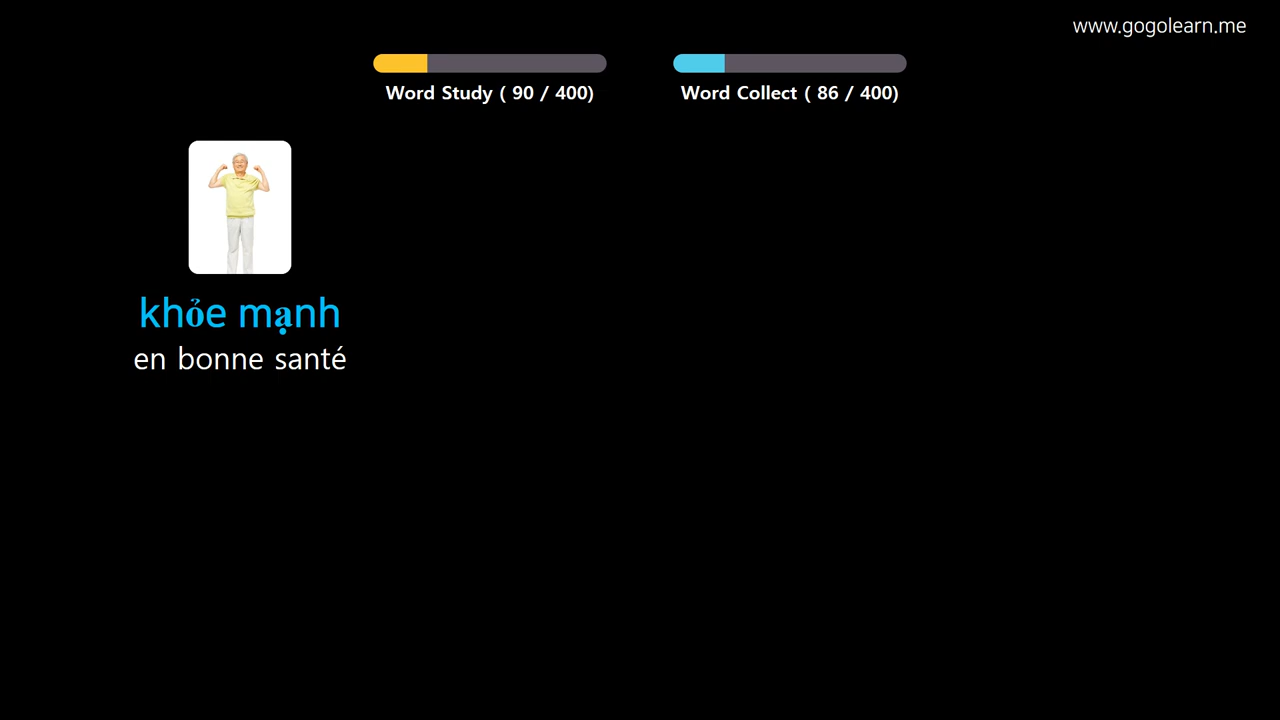 www.gogolearn.me
Word Study ( 90 / 400)
Word Collect ( 86 / 400)
khỏe mạnh
en bonne santé